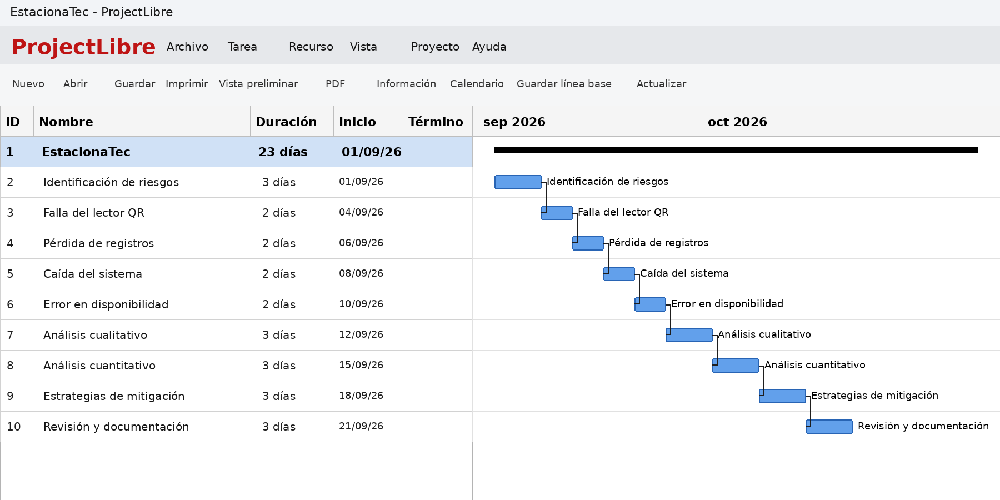 EstacionaTec - ProjectLibre
ProjectLibre Archivo Tarea Recurso Vista Proyecto Ayuda
Nuevo Abrir Guardar Imprimir Vista preliminar PDF Información Calendario Guardar línea base Actualizar
ID Nombre Duración Inicio Término sep 2026 oct 2026
1 EstacionaTec 23 días 01/09/26
2 Identificación de riesgos 3 días 01/09/26 Identificación de riesgos
3 Falla del lector QR 2 días 04/09/26 Falla del lector QR
4 Pérdida de registros 2 días 06/09/26 Pérdida de registros
5 Caída del sistema 2 días 08/09/26 Caída del sistema
6 Error en disponibilidad 2 días 10/09/26 Error en disponibilidad
7 Análisis cualitativo 3 días 12/09/26 Análisis cualitativo
8 Análisis cuantitativo 3 días 15/09/26 Análisis cuantitativo
9 Estrategias de mitigación 3 días 18/09/26 Estrategias de mitigación
10 Revisión y documentación 3 días 21/09/26 Revisión y documentación